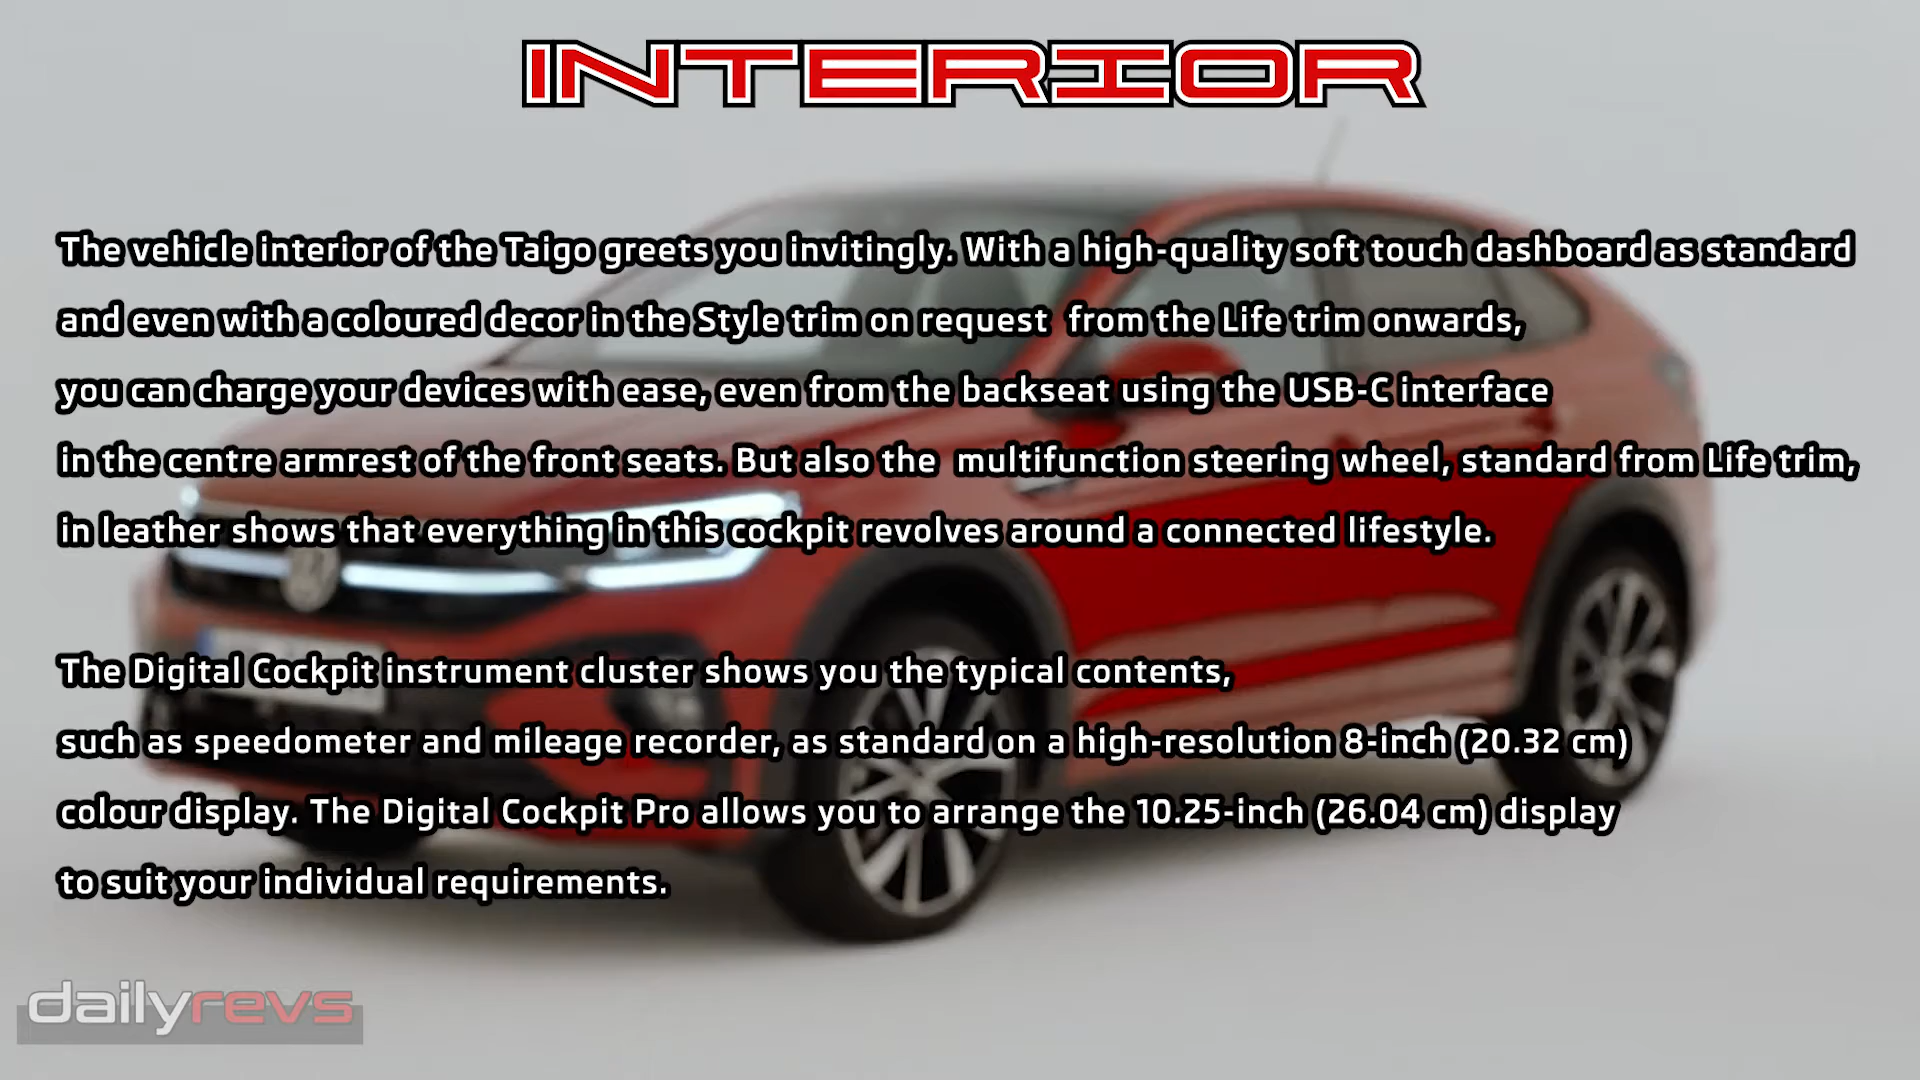 INTERIOR
The vehicle interior of the Taigo greets you invitingly. With a high-quality soft touch dashboard as standard
and even with a coloured decor in the Style trim on request  from the Life trim onwards,
you can charge your devices with ease, even from the backseat using the USB-C interface
in the centre armrest of the front seats. But also the  multifunction steering wheel, standard from Life trim,
in leather shows that everything in this cockpit revolves around a connected lifestyle.
The Digital Cockpit instrument cluster shows you the typical contents,
such as speedometer and mileage recorder, as standard on a high-resolution 8-inch (20.32 cm)
colour display. The Digital Cockpit Pro allows you to arrange the 10.25-inch (26.04 cm) display
to suit your individual requirements.
dailyrevs